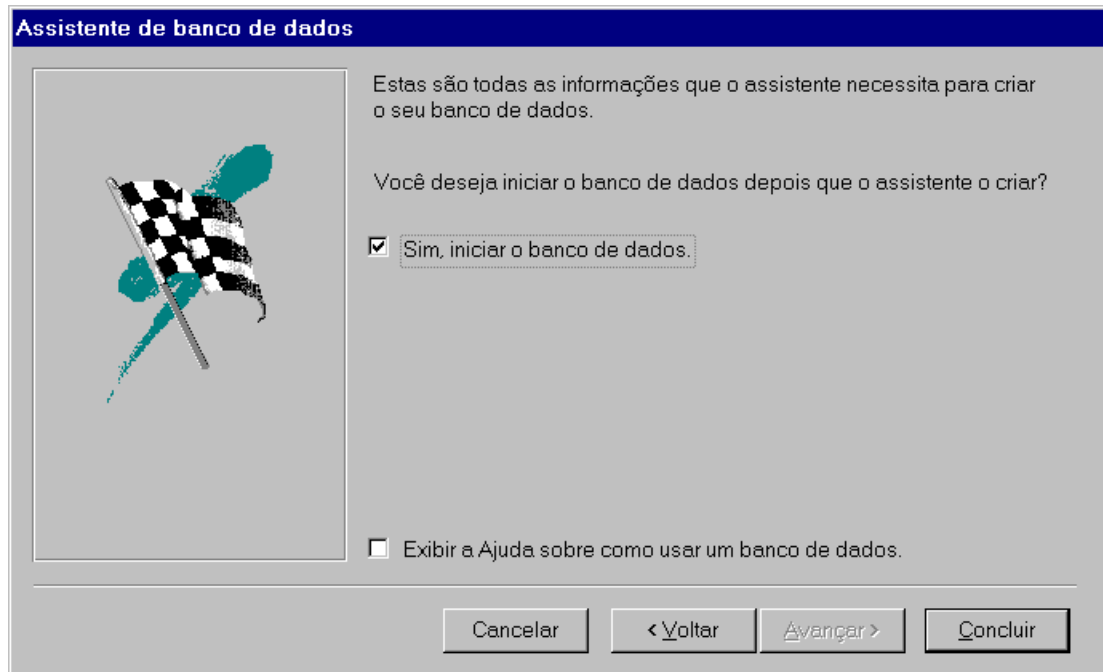 Assistente de banco de dados
Estas são todas as informações que o assistente necessita para criar
o seu banco de dados.
Você deseja iniciar o banco de dados depois que o assistente o criar?
Sim, iniciar o banco de dados.
Exibir a Ajuda sobre como usar um banco de dados.
Cancelar < Voltar Avançar > Concluir